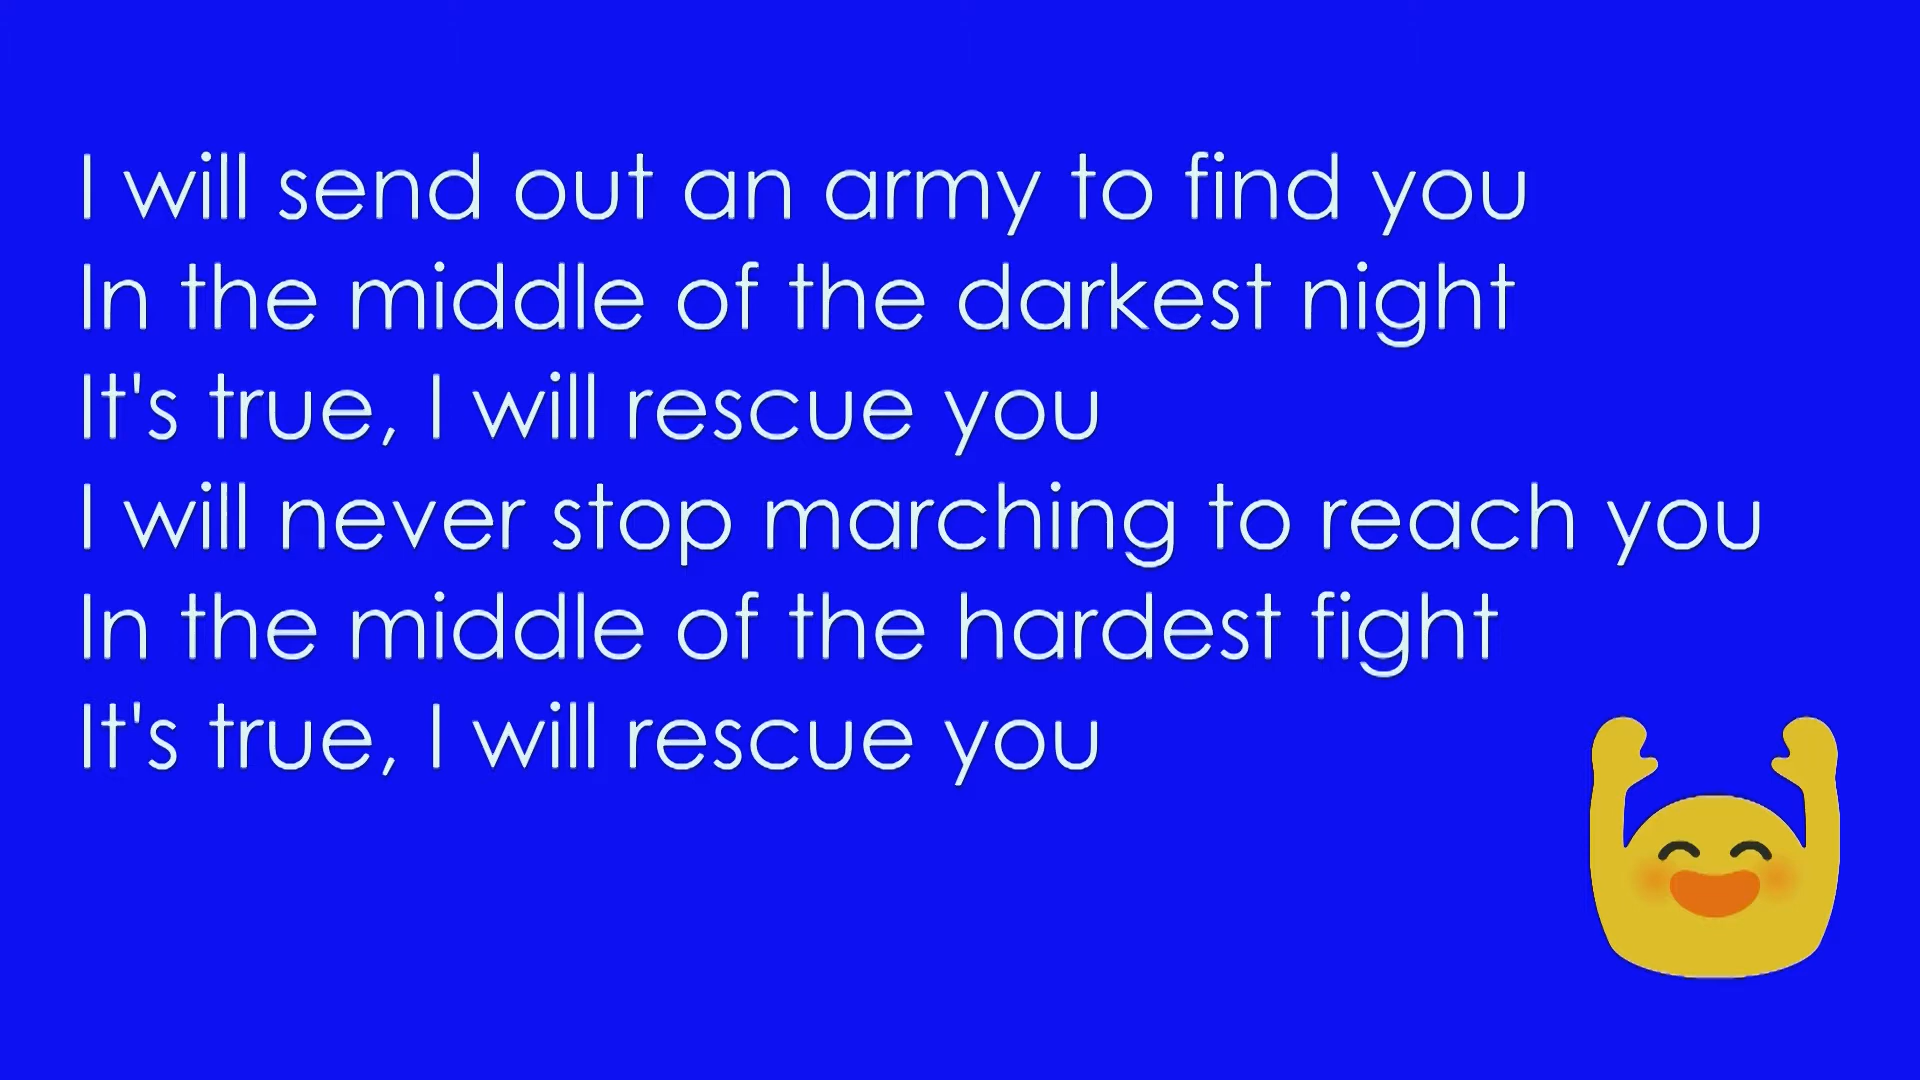 I will send out an army to find you
In the middle of the darkest night
It's true, I will rescue you
I will never stop marching to reach you
In the middle of the hardest fight
It's true, I will rescue you